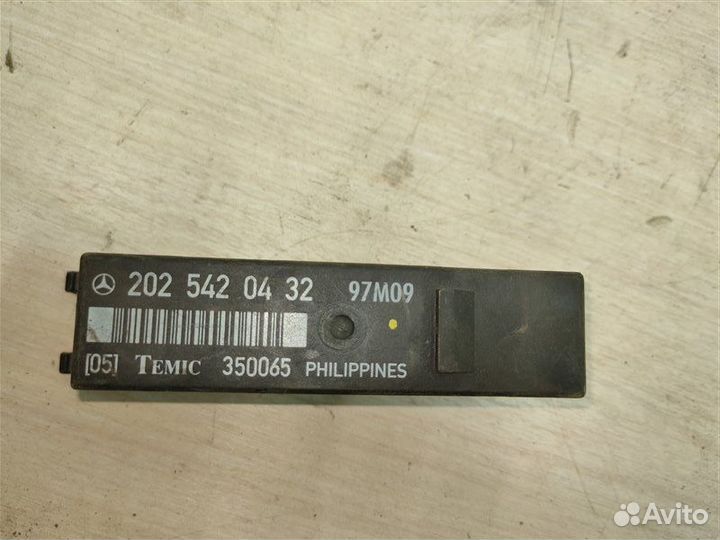 202 542 04 32 97M09
[05] TEMIC 350065 PHILIPPINES
Avito